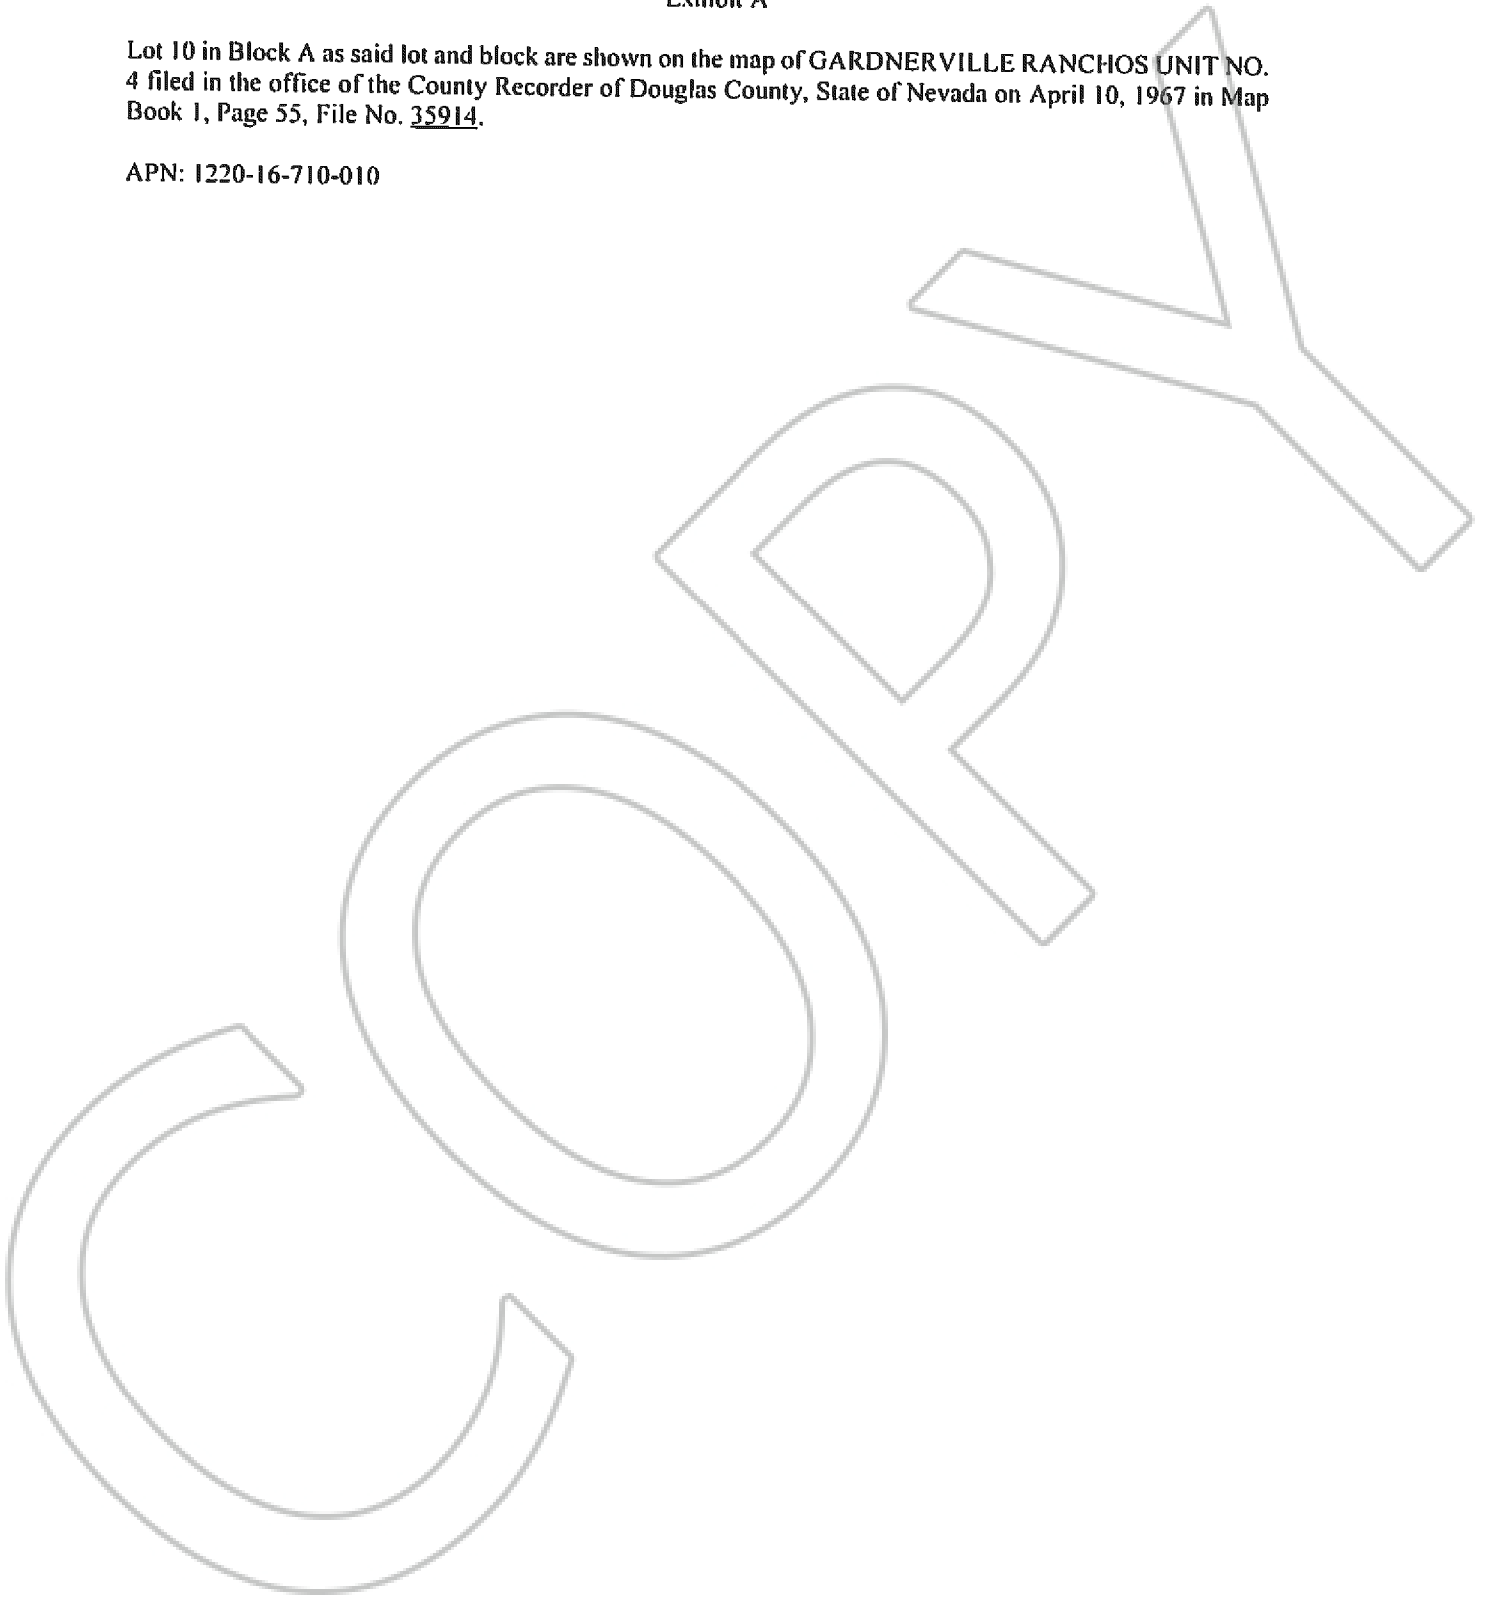 Exhibit A
Lot 10 in Block A as said lot and block are shown on the map of GARDNERVILLE RANCHOS UNIT NO.
4 filed in the office of the County Recorder of Douglas County, State of Nevada on April 10, 1967 in Map
Book 1, Page 55, File No. 35914.
APN: 1220-16-710-010
COPY